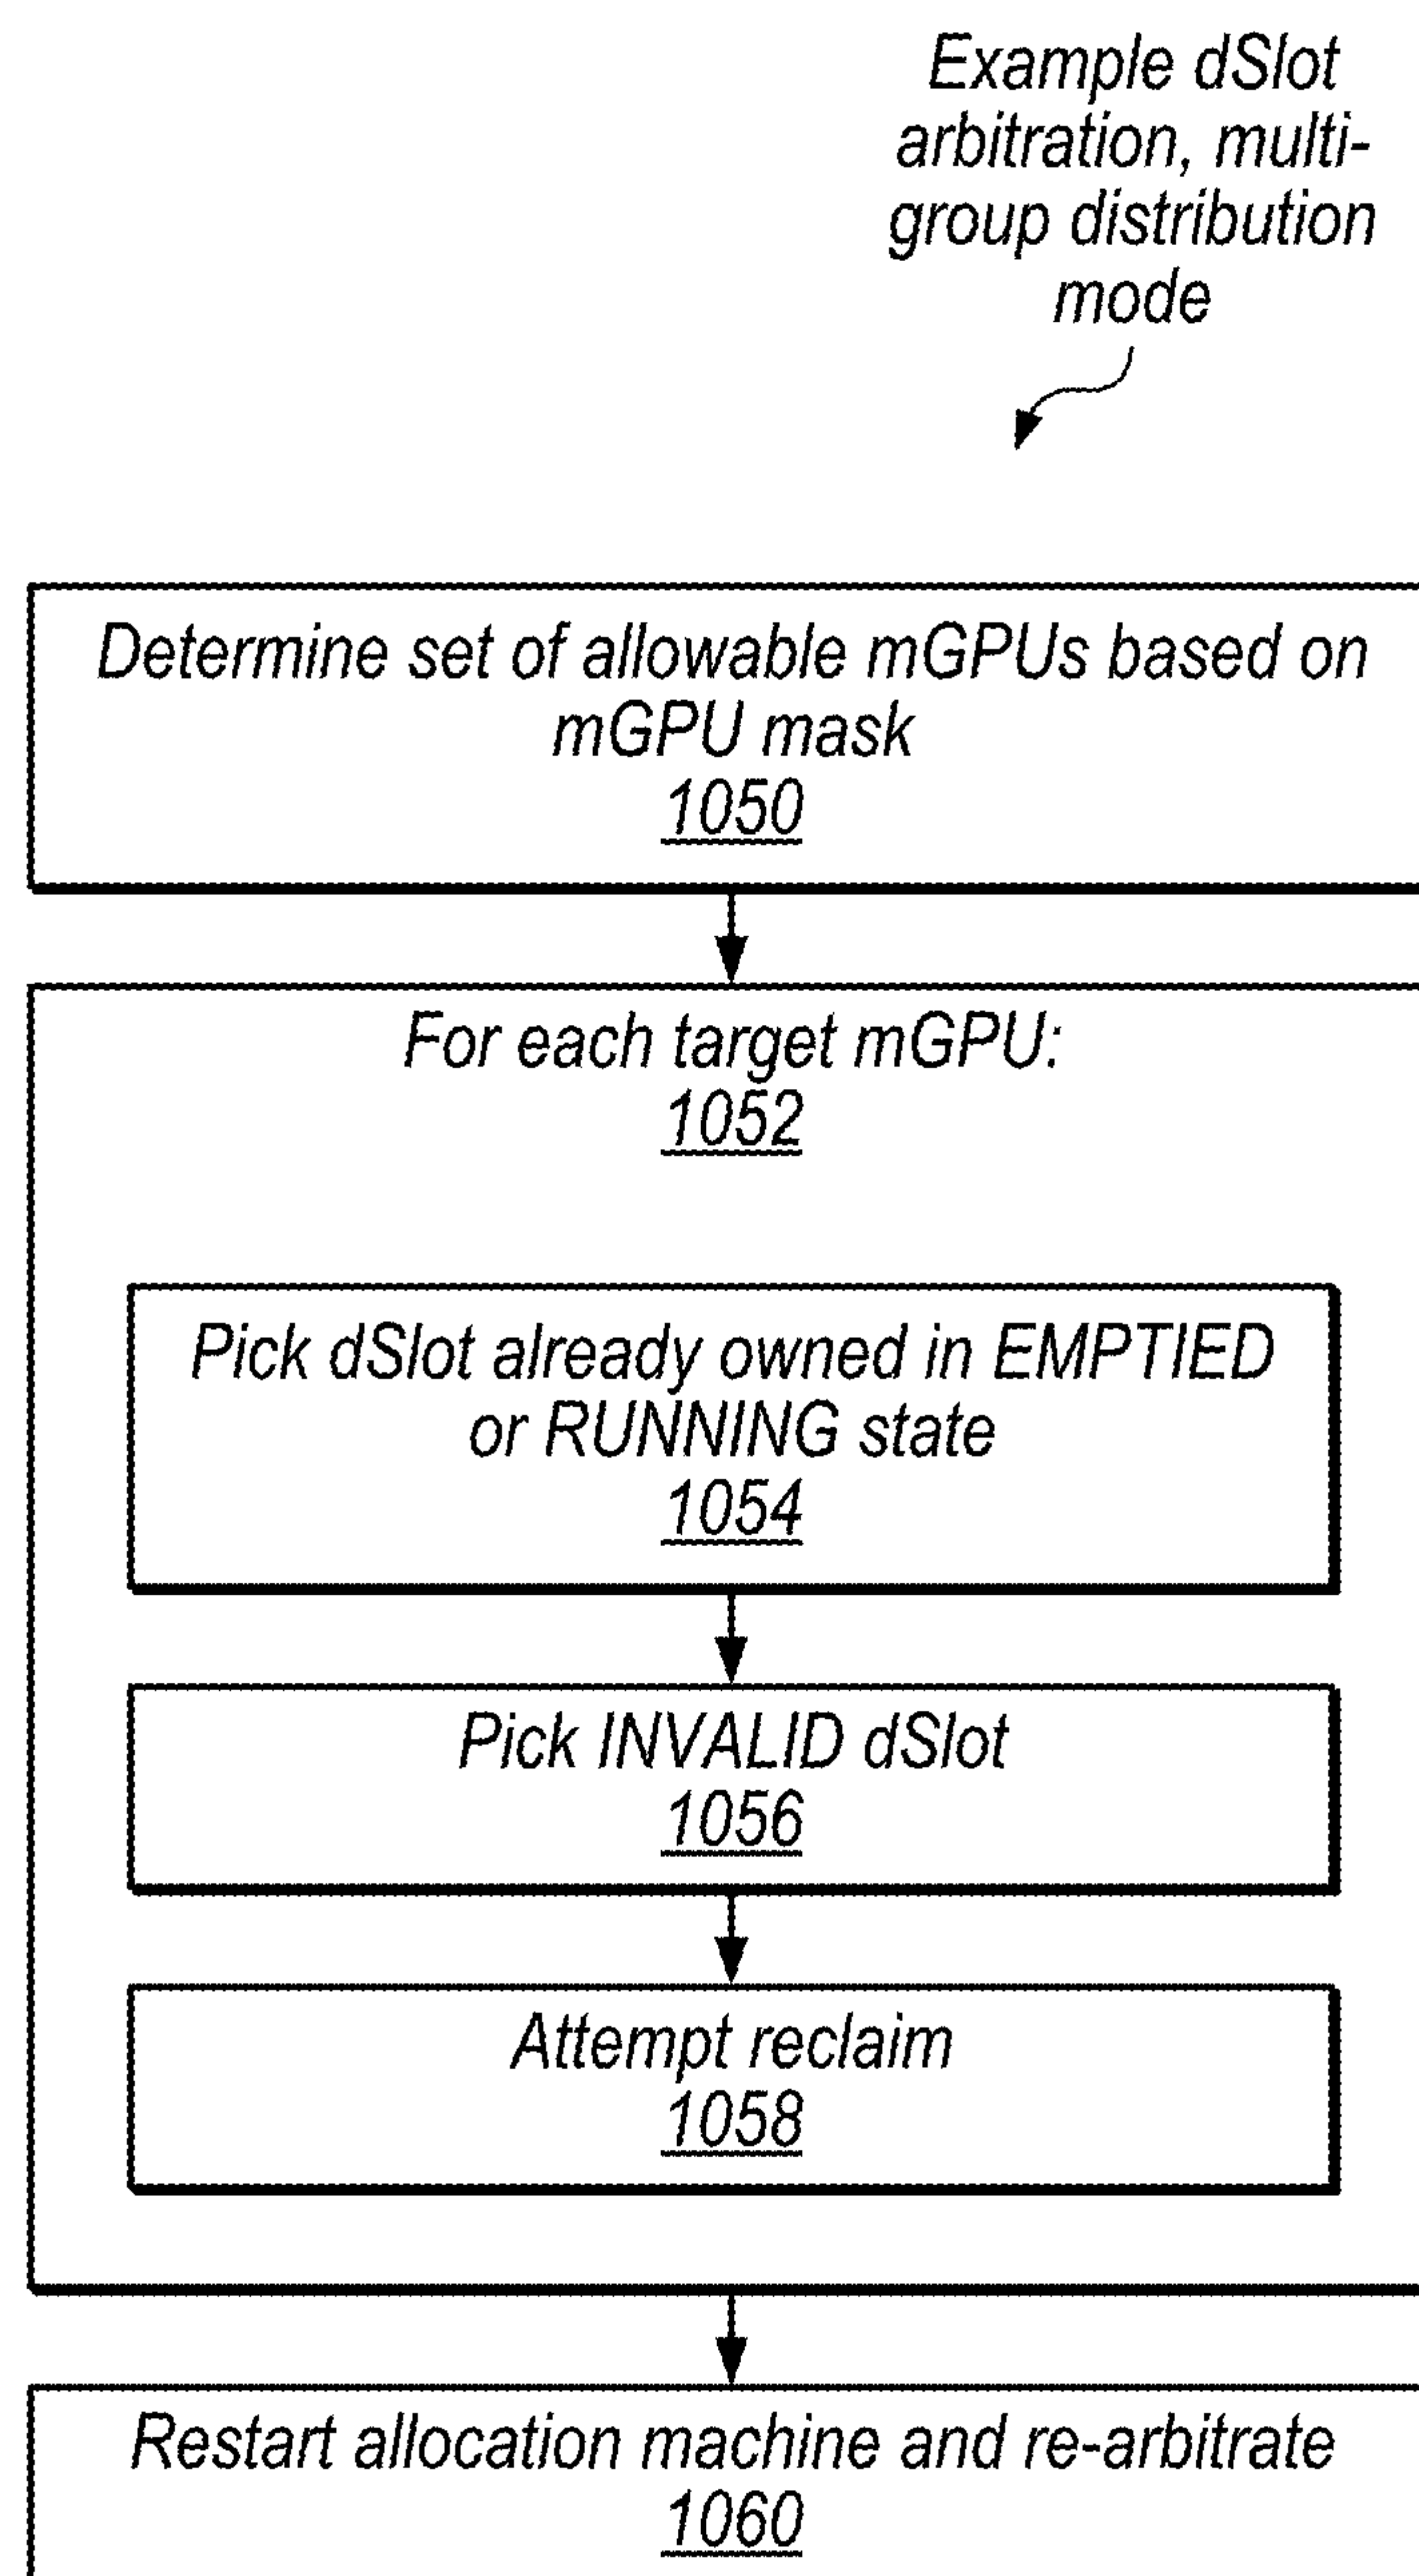 Example dSlot
arbitration, multi-
group distribution
mode
Determine set of allowable mGPUs based on
mGPU mask
1050
For each target mGPU:
1052
Pick dSlot already owned in EMPTIED
or RUNNING state
1054
Pick INVALID dSlot
1056
Attempt reclaim
1058
Restart allocation machine and re-arbitrate
1060